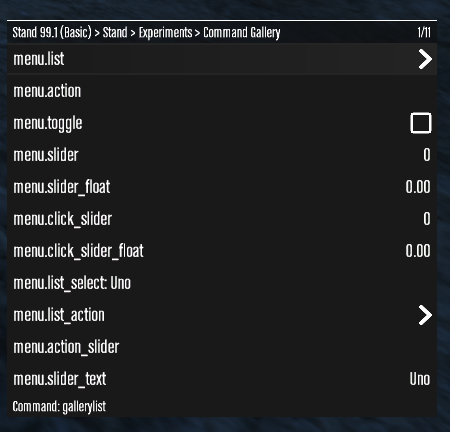 Stand 99.1 (Basic) > Stand > Experiments > Command Gallery 1/11
menu.list
menu.action
menu.toggle
menu.slider 0
menu.slider_float 0.00
menu.click_slider 0
menu.click_slider_float 0.00
menu.list_select: Uno
menu.list_action
menu.action_slider
menu.slider_text Uno
Command: gallerylist